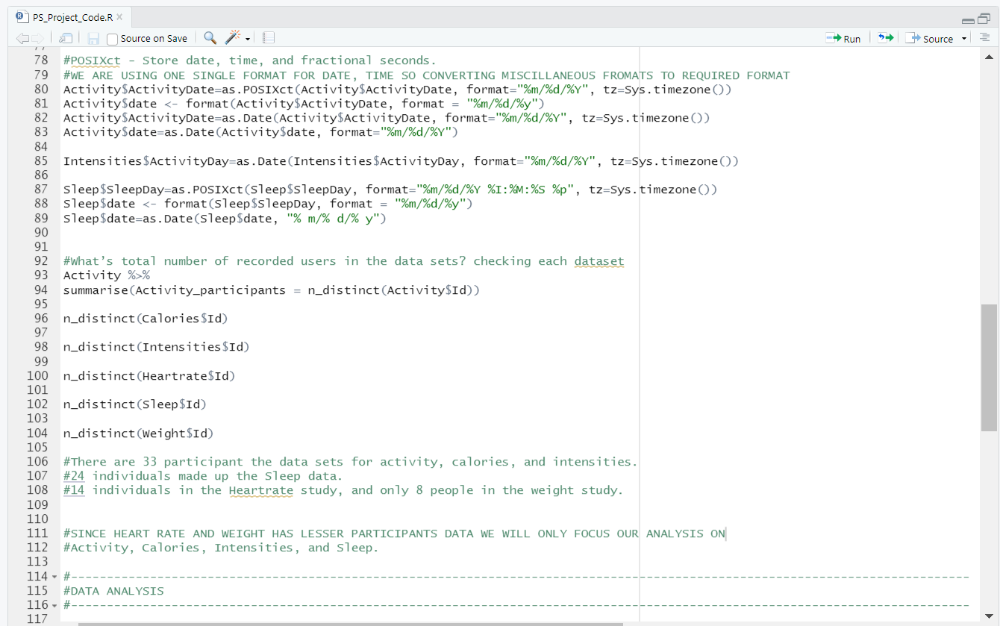 PS_Project_Code.R
Source on Save
Run
Source
78 #POSIXct - Store date, time, and fractional seconds.
79 #WE ARE USING ONE SINGLE FORMAT FOR DATE, TIME SO CONVERTING MISCILLANEOUS FROMATS TO REQUIRED FORMAT
80 Activity$ActivityDate=as.POSIXct(Activity$ActivityDate, format="%m/%d/%Y", tz=Sys.timezone())
81 Activity$date <- format(Activity$ActivityDate, format = "%m/%d/%y")
82 Activity$ActivityDate=as.Date(Activity$ActivityDate, format="%m/%d/%Y", tz=Sys.timezone())
83 Activity$date=as.Date(Activity$date, format="%m/%d/%Y")
84
85 Intensities$ActivityDay=as.Date(Intensities$ActivityDay, format="%m/%d/%Y", tz=Sys.timezone())
86
87 Sleep$SleepDay=as.POSIXct(Sleep$SleepDay, format="%m/%d/%Y %I:%M:%S %p", tz=Sys.timezone())
88 Sleep$date <- format(Sleep$SleepDay, format = "%m/%d/%y")
89 Sleep$date=as.Date(Sleep$date, "% m/% d/% y")
90
91
92 #What’s total number of recorded users in the data sets? checking each dataset
93 Activity %>%
94 summarise(Activity_participants = n_distinct(Activity$Id))
95
96 n_distinct(Calories$Id)
97
98 n_distinct(Intensities$Id)
99
100 n_distinct(Heartrate$Id)
101
102 n_distinct(Sleep$Id)
103
104 n_distinct(Weight$Id)
105
106 #There are 33 participant the data sets for activity, calories, and intensities.
107 #24 individuals made up the Sleep data.
108 #14 individuals in the Heartrate study, and only 8 people in the weight study.
109
110
111 #SINCE HEART RATE AND WEIGHT HAS LESSER PARTICIPANTS DATA WE WILL ONLY FOCUS OUR ANALYSIS ON
112 #Activity, Calories, Intensities, and Sleep.
113
114 #-----------------------------------------------------------------------------------------------------------------------------
115 #DATA ANALYSIS
116 #-----------------------------------------------------------------------------------------------------------------------------
117